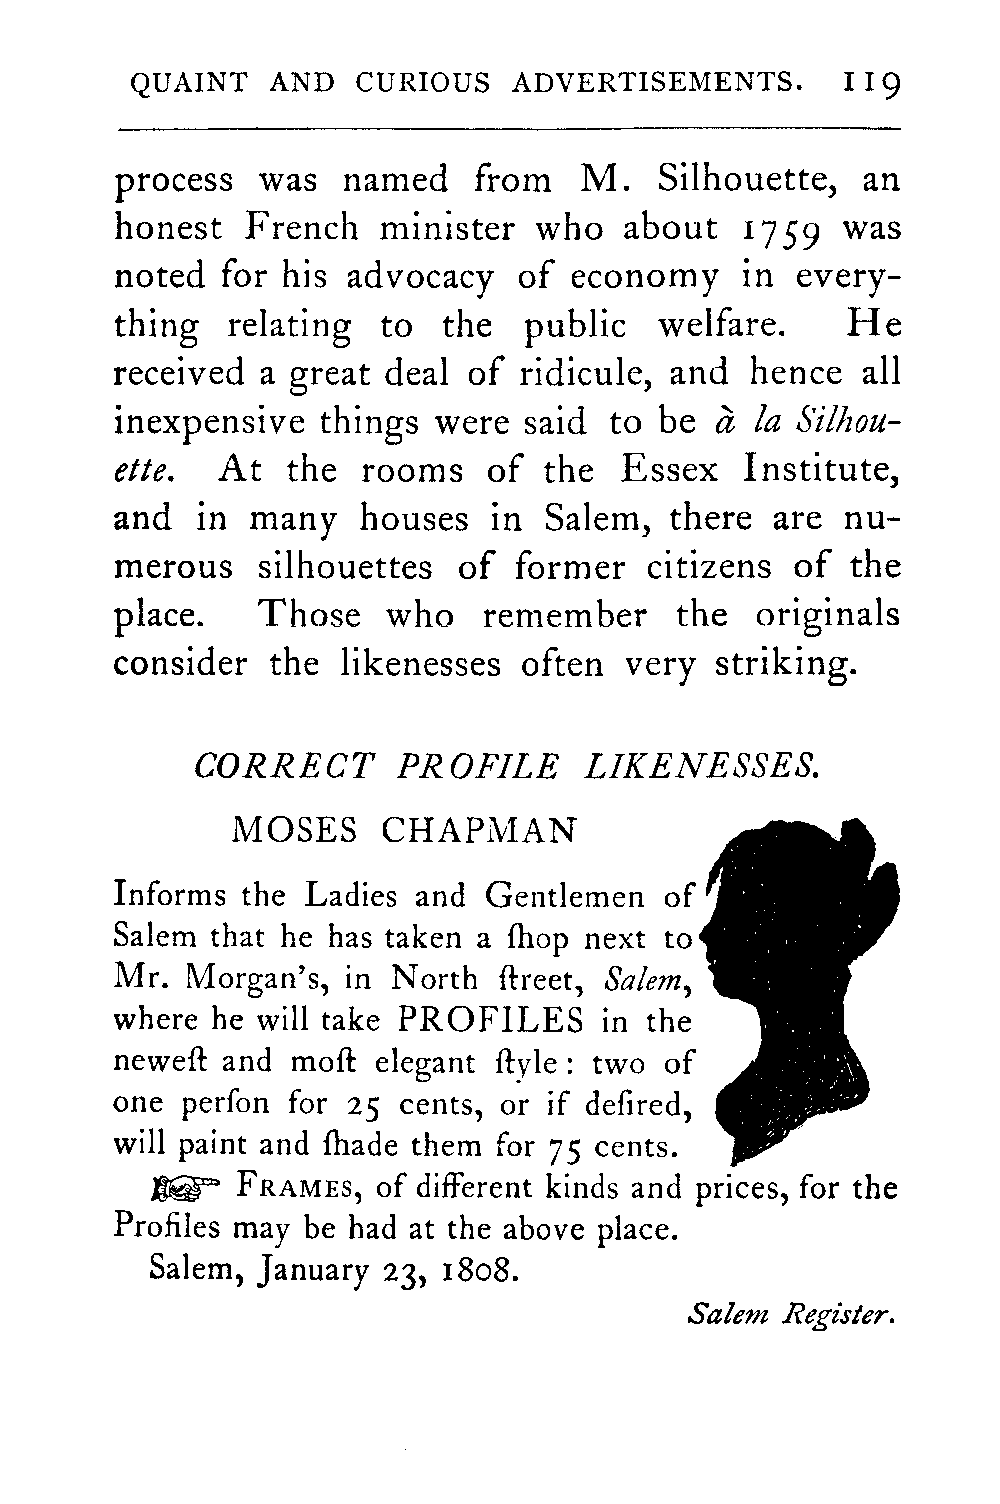 QUAINT AND CURIOUS ADVERTISEMENTS. 119
process was named from M. Silhouette, an
honest French minister who about 1759 was
noted for his advocacy of economy in every-
thing relating to the public welfare. He
received a great deal of ridicule, and hence all
inexpensive things were said to be à la Silhou-
ette. At the rooms of the Essex Institute,
and in many houses in Salem, there are nu-
merous silhouettes of former citizens of the
place. Those who remember the originals
consider the likenesses often very striking.
CORRECT PROFILE LIKENESSES.
MOSES CHAPMAN
Informs the Ladies and Gentlemen of
Salem that he has taken a ſhop next to
Mr. Morgan's, in North ſtreet, Salem,
where he will take PROFILES in the
neweſt and moſt elegant ſtyle: two of
one perſon for 25 cents, or if deſired,
will paint and ſhade them for 75 cents.
☞ FRAMES, of different kinds and prices, for the
Profiles may be had at the above place.
Salem, January 23, 1808.
Salem Register.